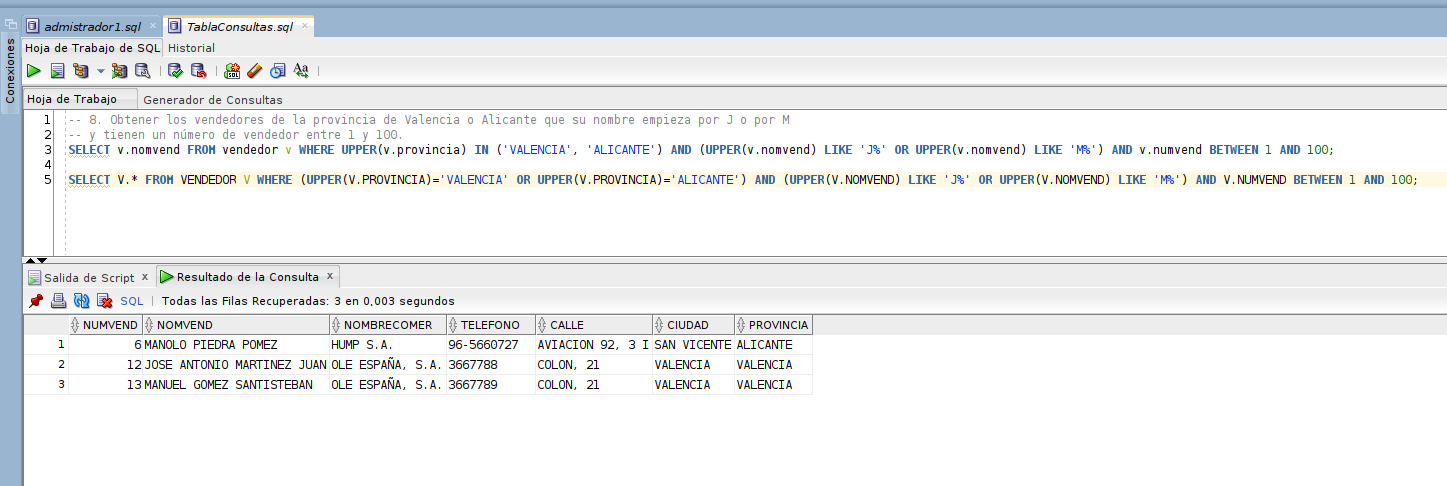 admistrador1.sql × TablaConsultas.sql ×
Conexiones
Hoja de Trabajo de SQL Historial
SQL Aa
Hoja de Trabajo Generador de Consultas
1 -- 8. Obtener los vendedores de la provincia de Valencia o Alicante que su nombre empieza por J o por M
2 -- y tienen un número de vendedor entre 1 y 100.
3 SELECT v.nomvend FROM vendedor v WHERE UPPER(v.provincia) IN ('VALENCIA', 'ALICANTE') AND (UPPER(v.nomvend) LIKE 'J%' OR UPPER(v.nomvend) LIKE 'M%') AND v.numvend BETWEEN 1 AND 100;
4
5 SELECT V.* FROM VENDEDOR V WHERE (UPPER(V.PROVINCIA)='VALENCIA' OR UPPER(V.PROVINCIA)='ALICANTE') AND (UPPER(V.NOMVEND) LIKE 'J%' OR UPPER(V.NOMVEND) LIKE 'M%') AND V.NUMVEND BETWEEN 1 AND 100;
Salida de Script x Resultado de la Consulta x
SQL Todas las Filas Recuperadas: 3 en 0,003 segundos
NUMVEND NOMVEND NOMBRECOMER TELEFONO CALLE CIUDAD PROVINCIA
1 6 MANOLO PIEDRA POMEZ HUMP S.A. 96-5660727 AVIACION 92, 3 I SAN VICENTE ALICANTE
2 12 JOSE ANTONIO MARTINEZ JUAN OLE ESPAÑA, S.A. 3667788 COLON, 21 VALENCIA VALENCIA
3 13 MANUEL GOMEZ SANTISTEBAN OLE ESPAÑA, S.A. 3667789 COLON, 21 VALENCIA VALENCIA